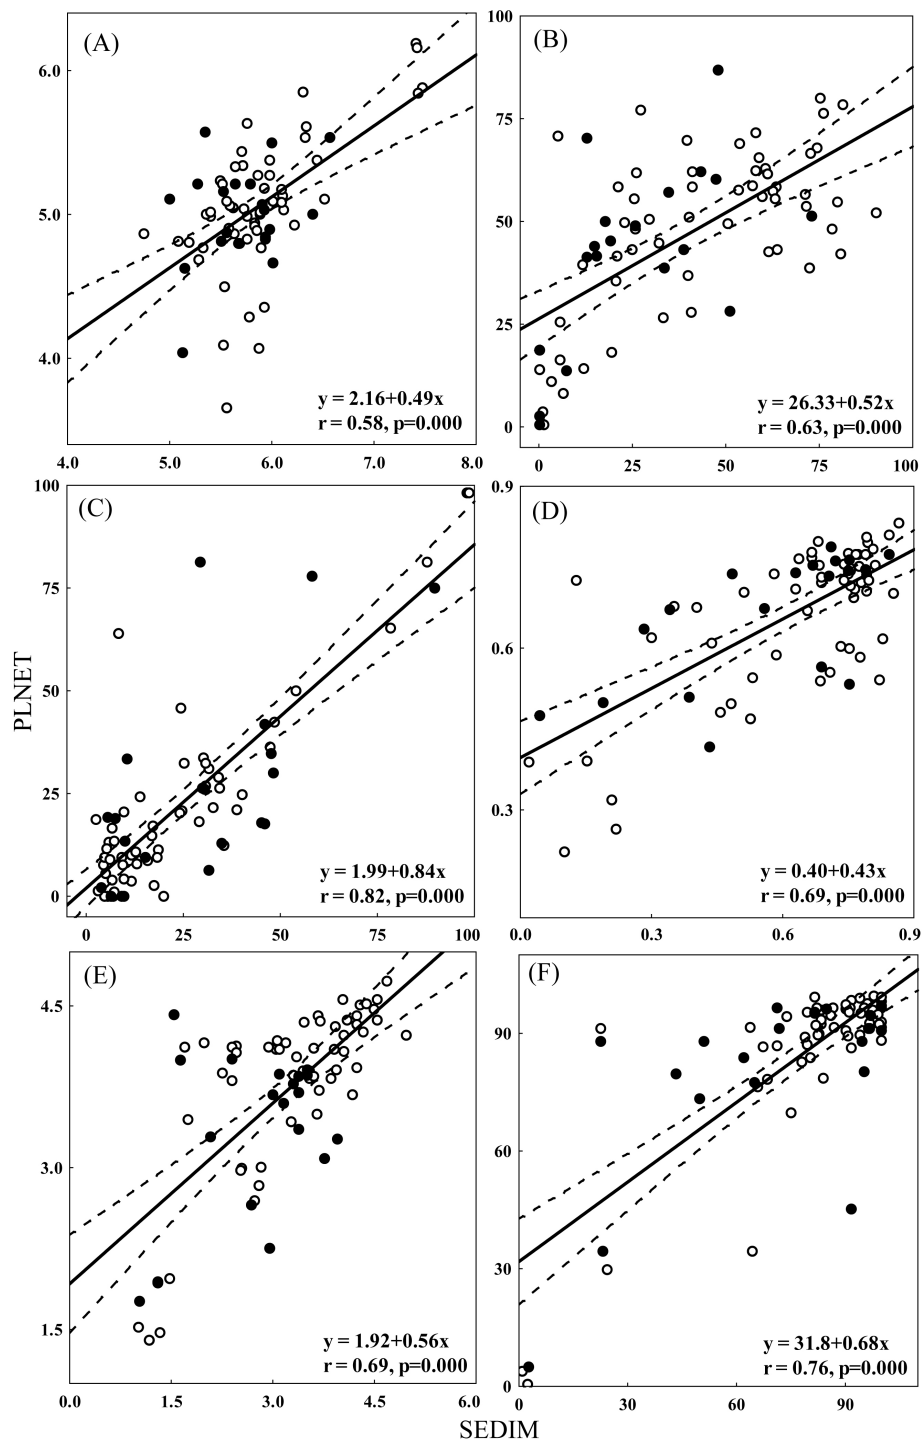 (A)
6.0
5.0
4.0
y = 2.16+0.49x
r = 0.58, p=0.000
4.0 5.0 6.0 7.0 8.0
(B)
100
75
50
25
0
y = 26.33+0.52x
r = 0.63, p=0.000
0 25 50 75 100
(C)
100
75
50
25
0
y = 1.99+0.84x
r = 0.82, p=0.000
0 25 50 75 100
(D)
0.9
0.6
0.3
y = 0.40+0.43x
r = 0.69, p=0.000
0.0 0.3 0.6 0.9
PLNET
(E)
4.5
3.0
1.5
y = 1.92+0.56x
r = 0.69, p=0.000
0.0 1.5 3.0 4.5 6.0
(F)
90
60
30
0
y = 31.8+0.68x
r = 0.76, p=0.000
0 30 60 90
SEDIM